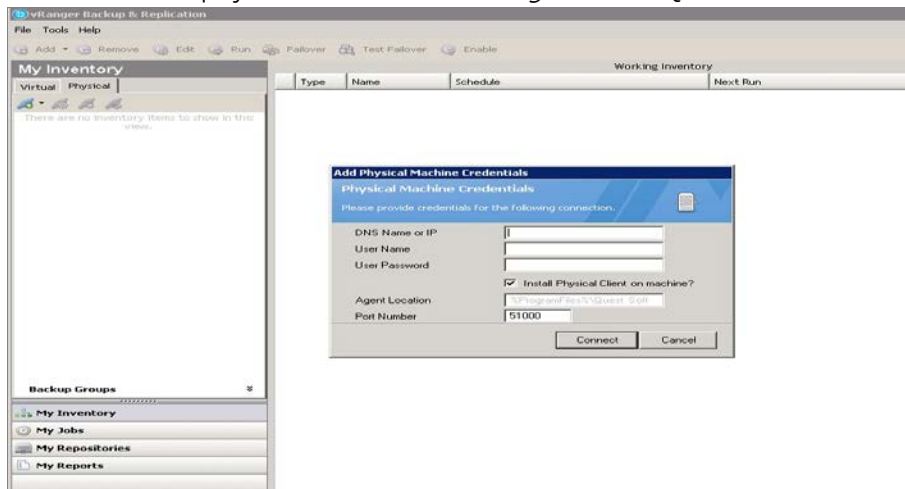 vRanger Backup & Replication
File Tools Help
Add Remove Edit Run Failover Test Failover Enable
My Inventory
Working Inventory
Virtual Physical
Type Name Schedule Next Run
There are no inventory items to show in this
view.
Add Physical Machine Credentials
Physical Machine Credentials
Please provide credentials for the following connection.
DNS Name or IP
User Name
User Password
Install Physical Client on machine?
Agent Location %ProgramFiles%\Quest Soft
Port Number 51000
Connect Cancel
Backup Groups
My Inventory
My Jobs
My Repositories
My Reports